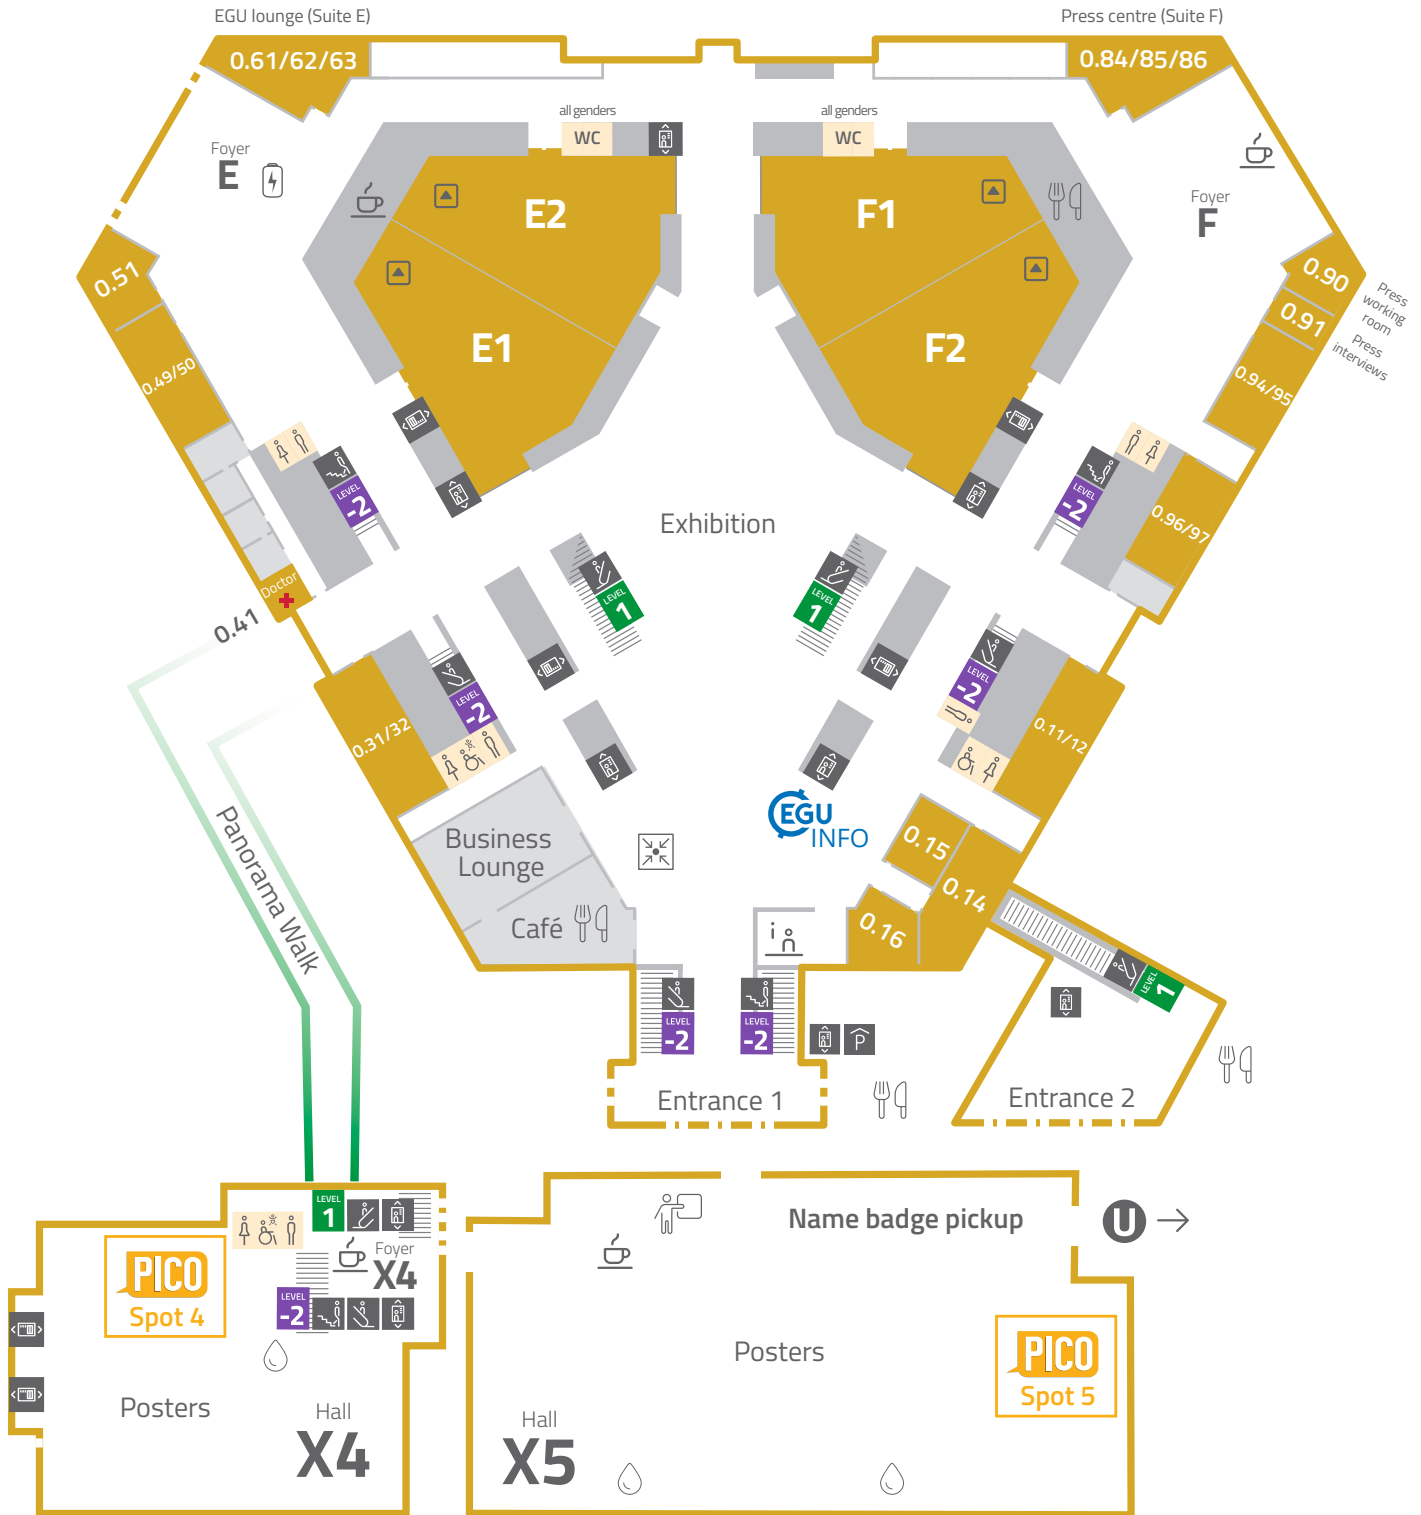 EGU lounge (Suite E)
Press centre (Suite F)
0.61/62/63
0.84/85/86
all genders
WC
all genders
WC
Foyer
E
Foyer
F
E2
F1
E1
F2
0.51
0.49/50
0.90
Press
working
room
0.91
Press
interviews
0.94/95
LEVEL
-2
LEVEL
-2
0.96/97
Exhibition
Doctor
0.41
LEVEL
1
LEVEL
1
0.31/32
LEVEL
-2
LEVEL
-2
0.11/12
Panorama Walk
Business
Lounge
Café
EGU
INFO
0.15
0.14
0.16
i
LEVEL
-2
LEVEL
-2
P
LEVEL
1
Entrance 1
Entrance 2
LEVEL
1
Foyer
X4
PICO
Spot 4
LEVEL
-2
Posters
Hall
X4
Name badge pickup
U
Posters
PICO
Spot 5
Hall
X5